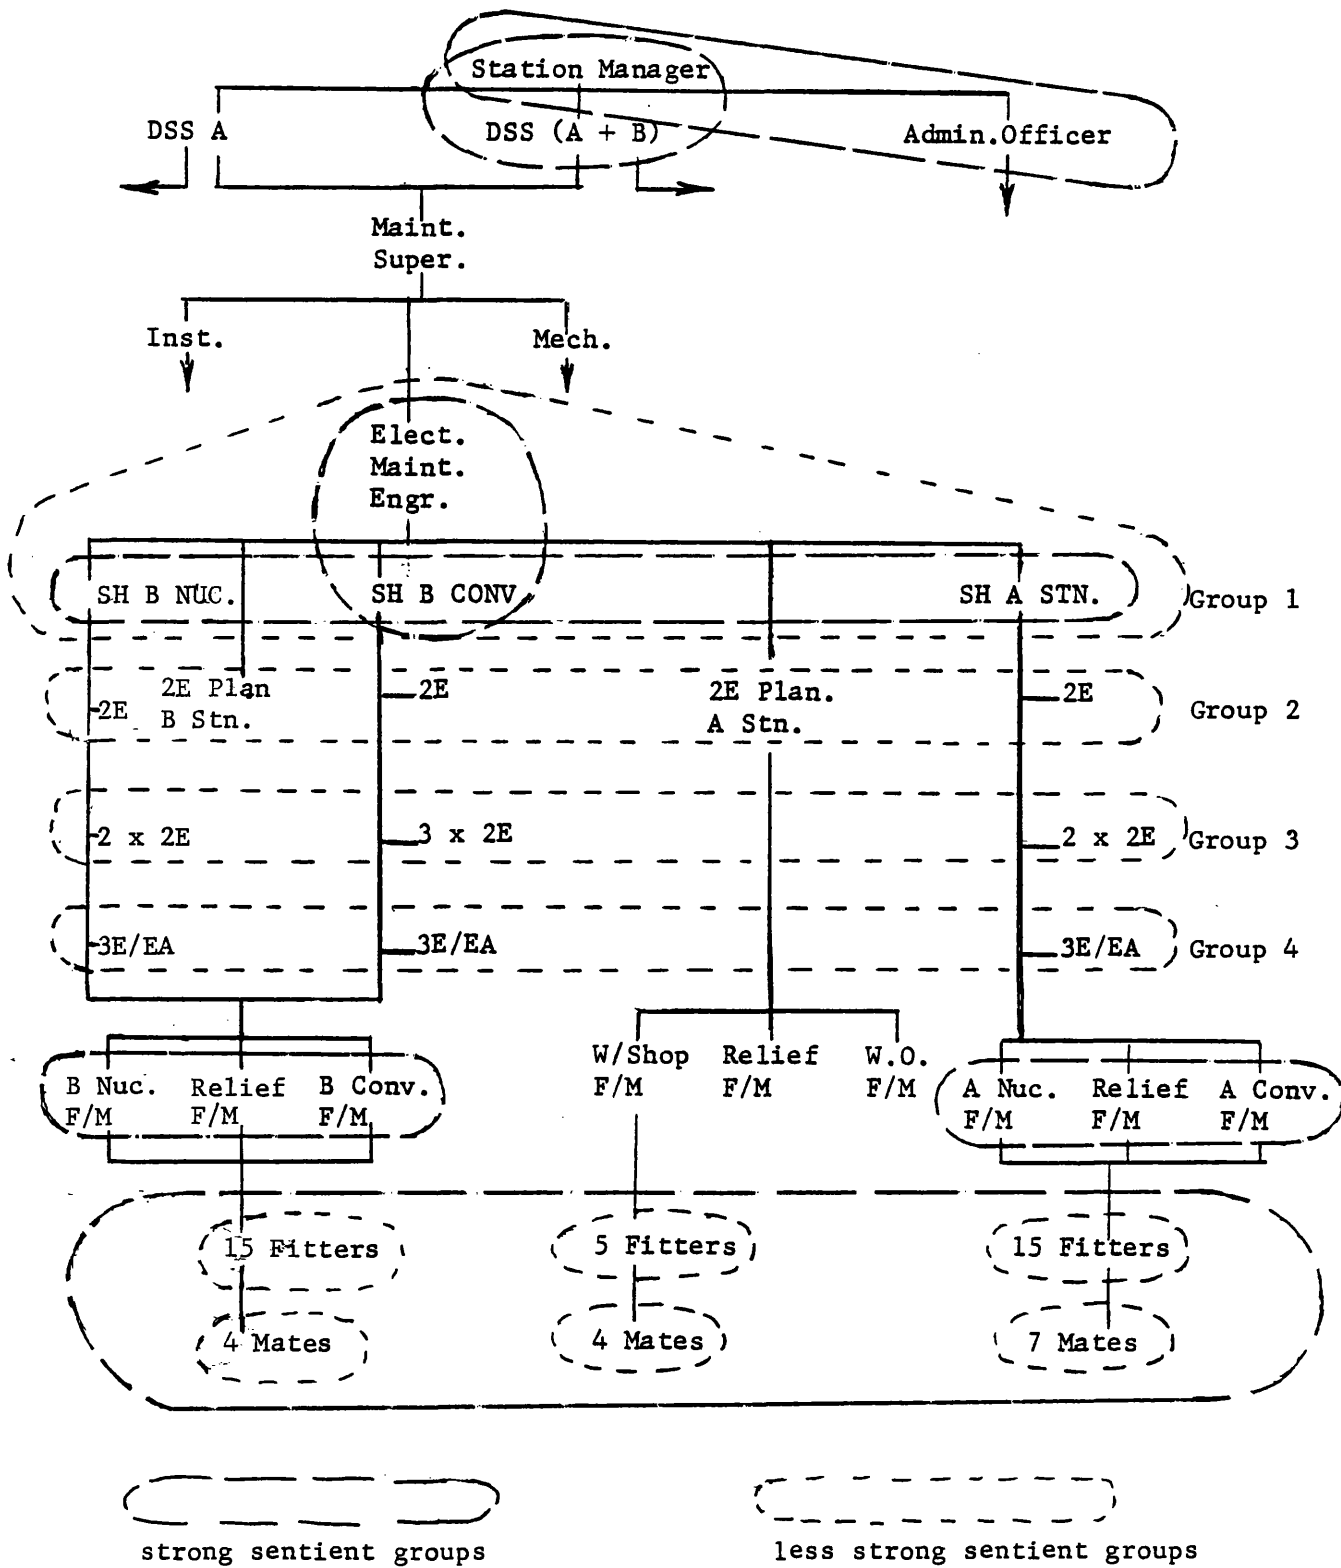 Station Manager
DSS A
DSS (A + B)
Admin.Officer
Maint.
Super.
Inst.
Mech.
Elect.
Maint.
Engr.
SH B NUC.
SH B CONV
SH A STN.
Group 1
2E
2E Plan
B Stn.
2E
2E Plan.
A Stn.
2E
Group 2
2 x 2E
3 x 2E
2 x 2E
Group 3
3E/EA
3E/EA
3E/EA
Group 4
B Nuc.
F/M
Relief
F/M
B Conv.
F/M
W/Shop
F/M
Relief
F/M
W.O.
F/M
A Nuc.
F/M
Relief
F/M
A Conv.
F/M
15 Fitters
5 Fitters
15 Fitters
4 Mates
4 Mates
7 Mates
strong sentient groups
less strong sentient groups